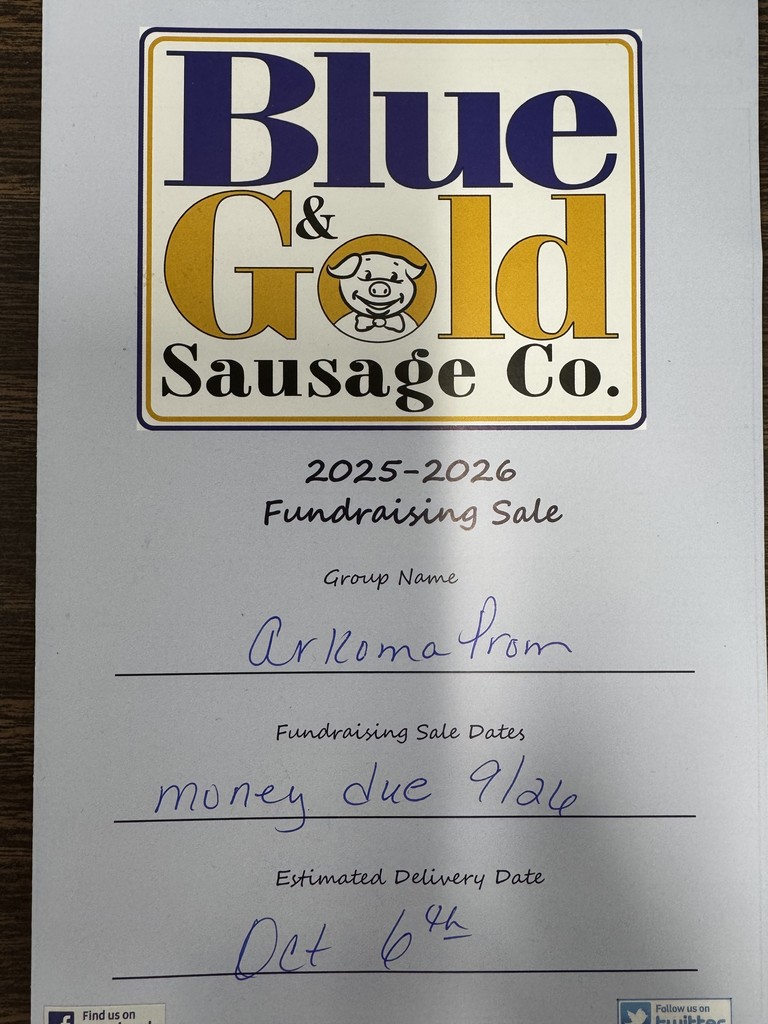 Blue
& Gold
Sausage Co.
2025-2026
Fundraising Sale
Group Name
Arkoma Prom
Fundraising Sale Dates
money due 9/26
Estimated Delivery Date
Oct 6th
Find us on
Follow us on
twitter